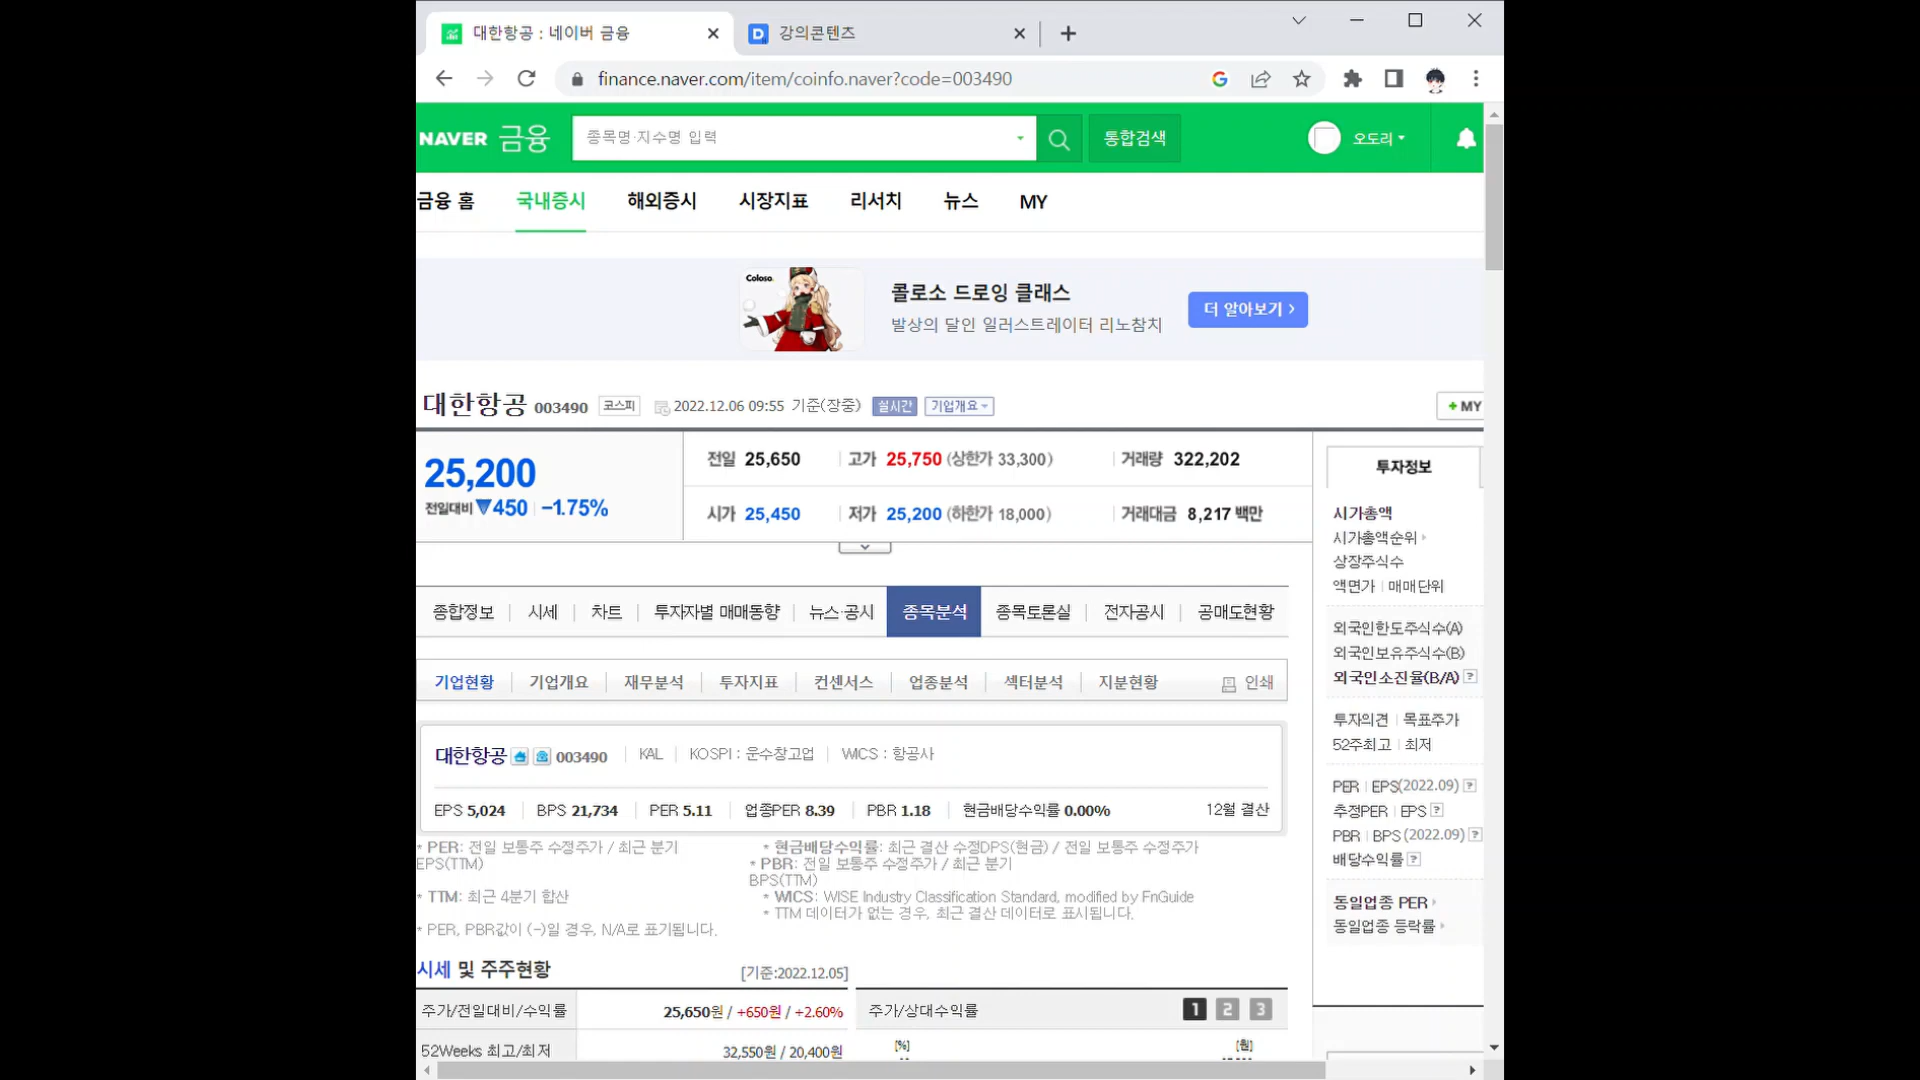 대한항공 : 네이버 금융
강의콘텐츠
finance.naver.com/item/coinfo.naver?code=003490
NAVER 금융
종목명·지수명 입력
통합검색
오도리
금융 홈 국내증시 해외증시 시장지표 리서치 뉴스 MY
Coloso.
콜로소 드로잉 클래스
발상의 달인 일러스트레이터 리노참치
더 알아보기
대한항공 003490 코스피 2022.12.06 09:55 기준(장중) 실시간 기업개요
+ MY
25,200
전일대비 ▼450 -1.75%
전일 25,650 고가 25,750 (상한가 33,300) 거래량 322,202
시가 25,450 저가 25,200 (하한가 18,000) 거래대금 8,217 백만
종합정보 시세 차트 투자자별 매매동향 뉴스·공시 종목분석 종목토론실 전자공시 공매도현황
기업현황 기업개요 재무분석 투자지표 컨센서스 업종분석 섹터분석 지분현황 인쇄
대한항공 003490 KAL KOSPI : 운수창고업 WICS : 항공사
EPS 5,024 BPS 21,734 PER 5.11 업종PER 8.39 PBR 1.18 현금배당수익률 0.00% 12월 결산
* PER: 전일 보통주 수정주가 / 최근 분기
EPS(TTM)
* TTM: 최근 4분기 합산
* PER, PBR값이 (-)일 경우, N/A로 표기됩니다.
* 현금배당수익률: 최근 결산 수정DPS(현금) / 전일 보통주 수정주가
* PBR: 전일 보통주 수정주가 / 최근 분기
BPS(TTM)
* WICS: WISE Industry Classification Standard, modified by FnGuide
* TTM 데이터가 없는 경우, 최근 결산 데이터로 표시됩니다.
시세 및 주주현황 [기준:2022.12.05]
주가/전일대비/수익률 25,650원 / +650원 / +2.60%
52Weeks 최고/최저 32,550원 / 20,400원
주가/상대수익률 1 2 3
[%] [원]
투자정보
시가총액
시가총액순위
상장주식수
액면가 매매단위
외국인한도주식수(A)
외국인보유주식수(B)
외국인소진율(B/A) ?
투자의견 목표주가
52주최고 최저
PER EPS(2022.09) ?
추정PER EPS ?
PBR BPS (2022.09) ?
배당수익률 ?
동일업종 PER
동일업종 등락률